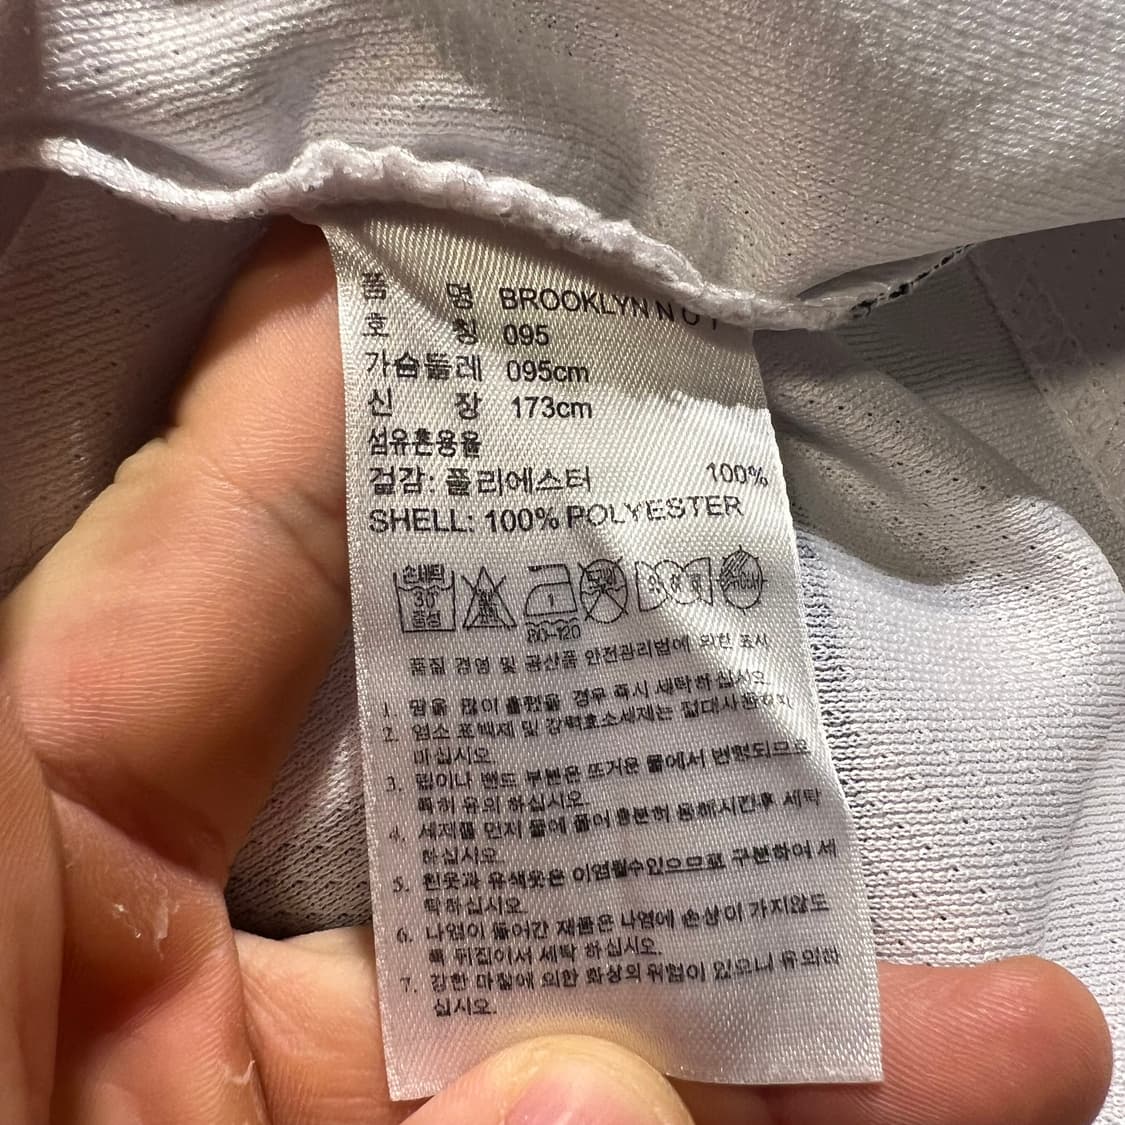 품 명 BROOKLYN N
호 칭 095
가슴둘레 095cm
신 장 173cm
섬유혼용율
겉감: 폴리에스터 100%
SHELL: 100% POLYESTER
손세탁
30
중성
80-120
품질 경영 및 공산품 안전관리법에 의한 표시
1. 땀을 많이 흘렸을 경우 즉시 세탁하십시오.
2. 염소 표백제 및 강력효소세제는 절대사용하지
마십시오.
3. 립이나 밴드 부분은 뜨거운 물에서 변형되므로
특히 유의 하십시오.
4. 세제를 먼저 물에 풀어 충분히 용해시킨후 세탁
하십시오.
5. 흰옷과 유색옷은 이염될수있으므로 구분하여 세
탁하십시오.
6. 나염이 들어간 제품은 나염에 손상이 가지않도
록 뒤집어서 세탁 하십시오.
7. 강한 마찰에 의한 화상의 위험이 있으니 유의하
십시오.